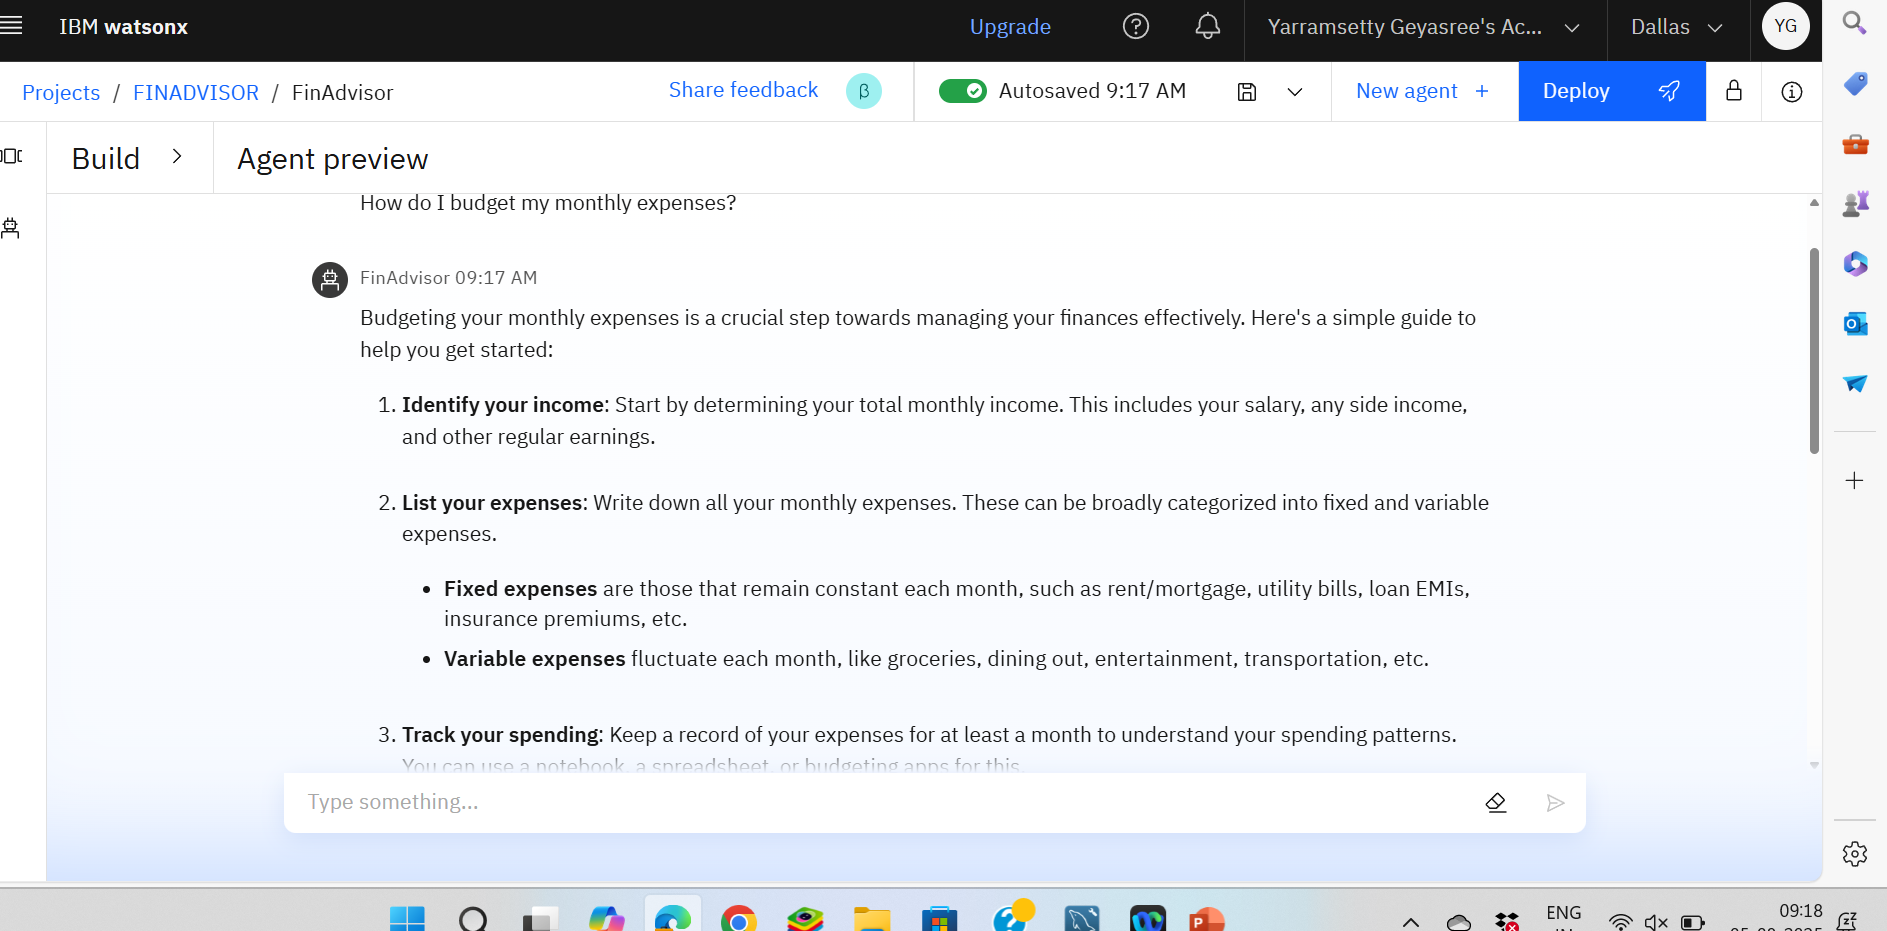 IBM watsonx
Upgrade
Yarramsetty Geyasree's Ac...
Dallas
YG
Projects / FINADVISOR / FinAdvisor
Share feedback
β
Autosaved 9:17 AM
New agent +
Deploy
Build
Agent preview
How do I budget my monthly expenses?
FinAdvisor 09:17 AM
Budgeting your monthly expenses is a crucial step towards managing your finances effectively. Here's a simple guide to
help you get started:
1. Identify your income: Start by determining your total monthly income. This includes your salary, any side income,
and other regular earnings.
2. List your expenses: Write down all your monthly expenses. These can be broadly categorized into fixed and variable
expenses.
• Fixed expenses are those that remain constant each month, such as rent/mortgage, utility bills, loan EMIs,
insurance premiums, etc.
• Variable expenses fluctuate each month, like groceries, dining out, entertainment, transportation, etc.
3. Track your spending: Keep a record of your expenses for at least a month to understand your spending patterns.
You can use a notebook, a spreadsheet, or budgeting apps for this.
Type something...
ENG
09:18